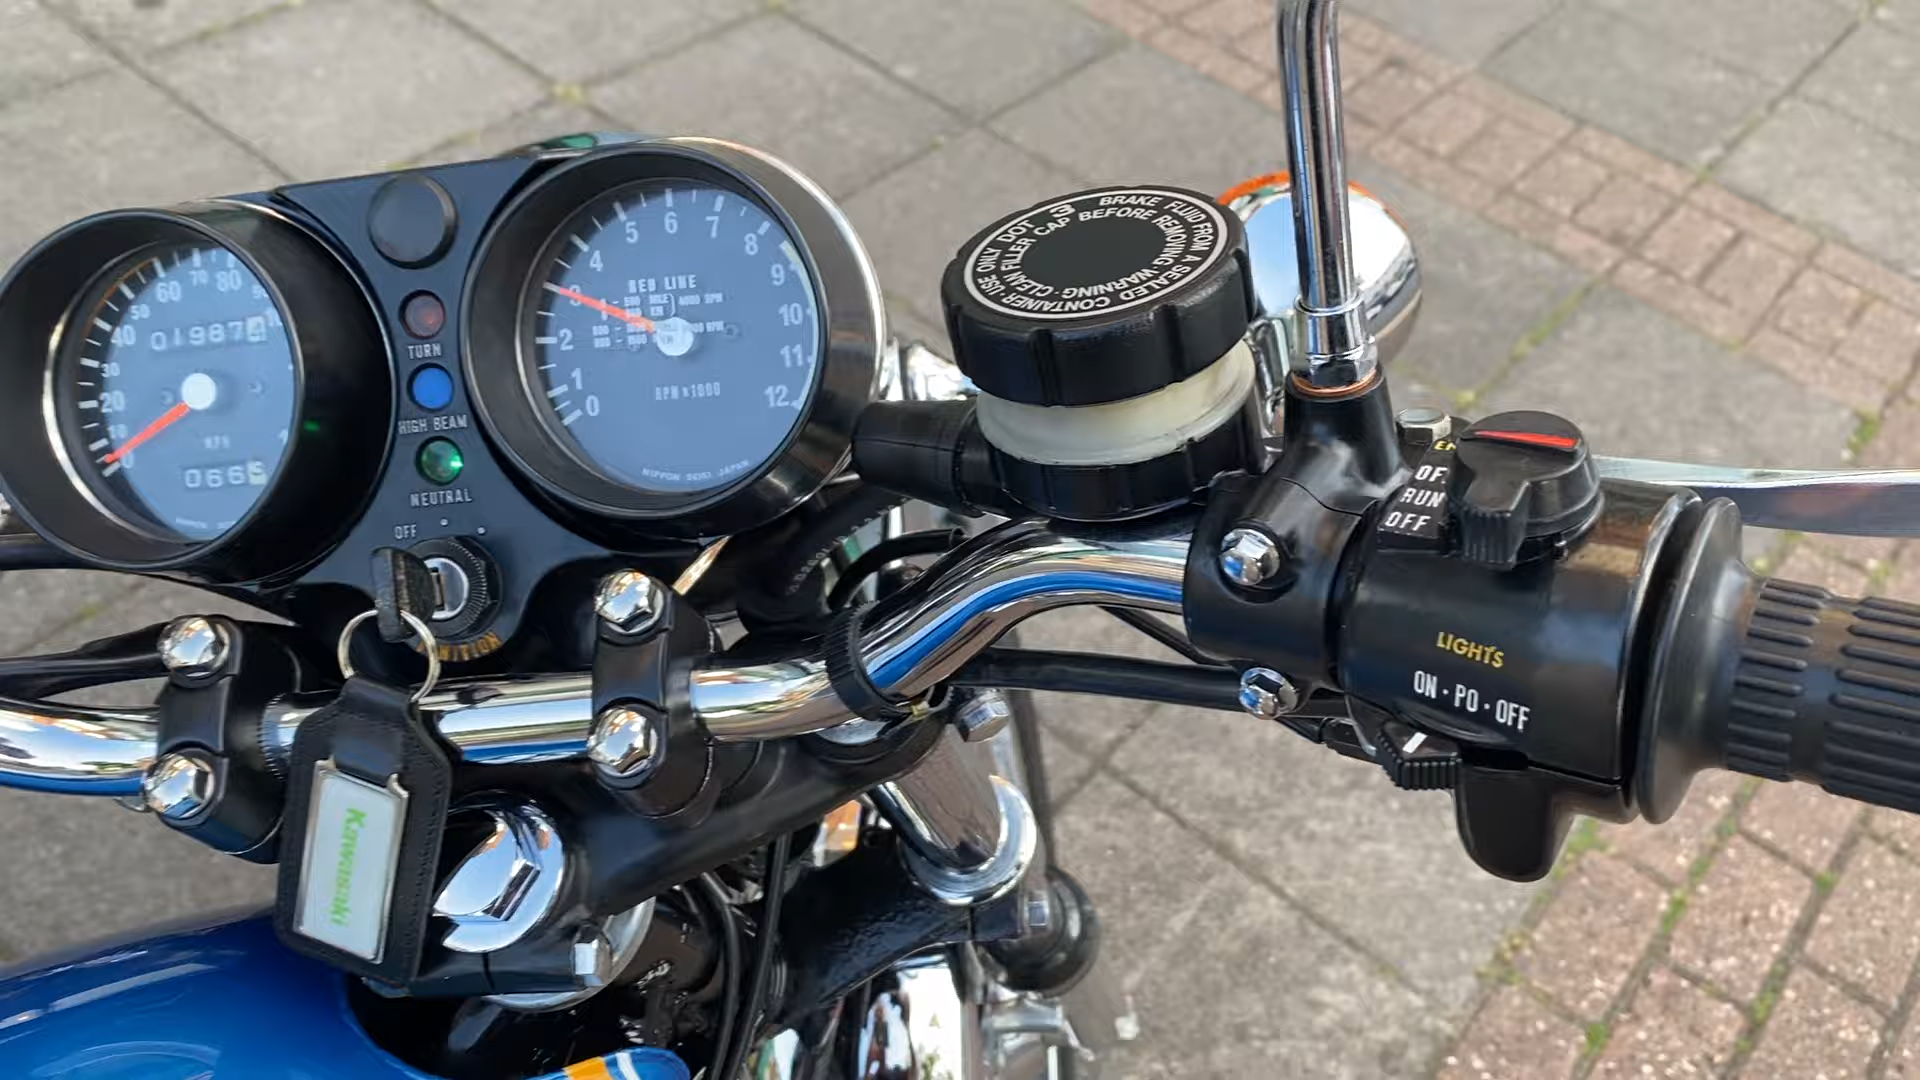 60 70 80
50
40
30
20
10
0
01987
MPH
066
TURN
HIGH BEAM
NEUTRAL
OFF
0 1 2 3 4 5 6 7 8 9 10 11 12
RED LINE
RPM x1000
NIPPON SEIKI JAPAN
BRAKE FLUID FROM A SEALED CONTAINER · USE ONLY DOT 3
BEFORE REMOVING · WARNING · CLEAN FILLER CAP
OFF
RUN
OFF
LIGHTS
ON · PO · OFF
Kawasaki